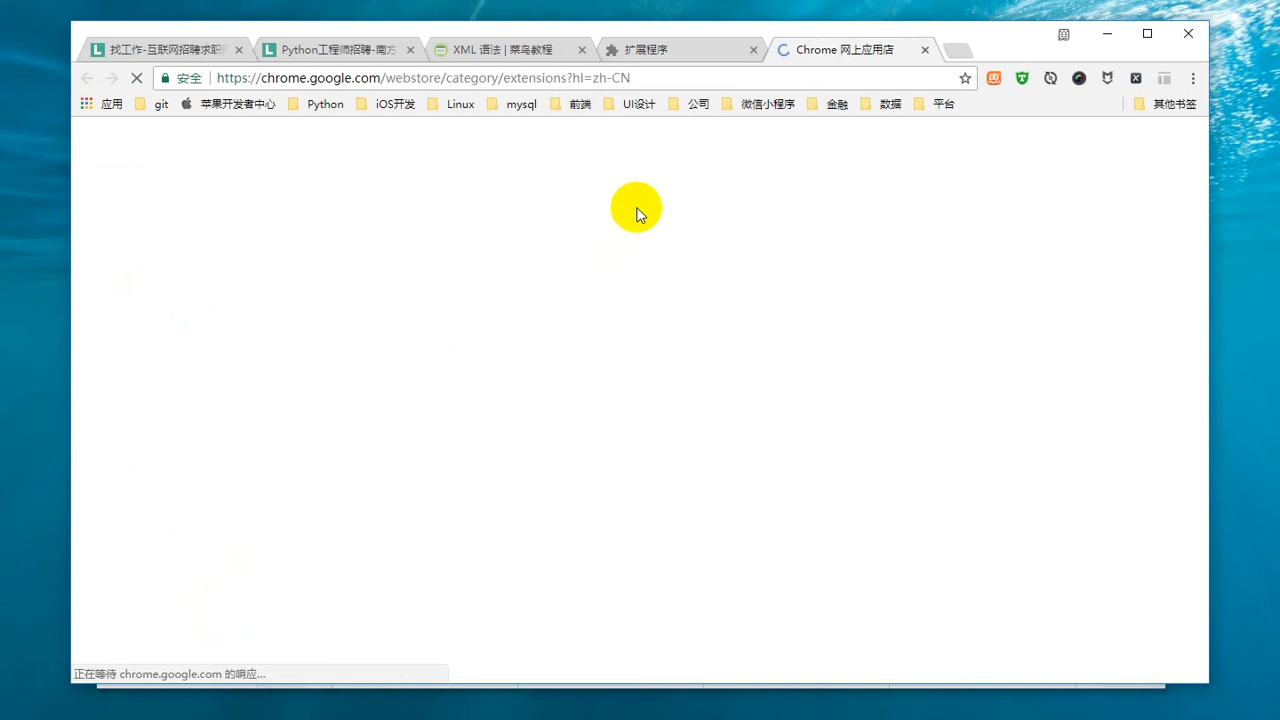 找工作-互联网招聘求职 Python工程师招聘-南方 XML 语法 | 菜鸟教程 扩展程序 Chrome 网上应用店
安全 https://chrome.google.com/webstore/category/extensions?hl=zh-CN
应用 git 苹果开发者中心 Python iOS开发 Linux mysql 前端 UI设计 公司 微信小程序 金融 数据 平台 其他书签
正在等待 chrome.google.com 的响应...